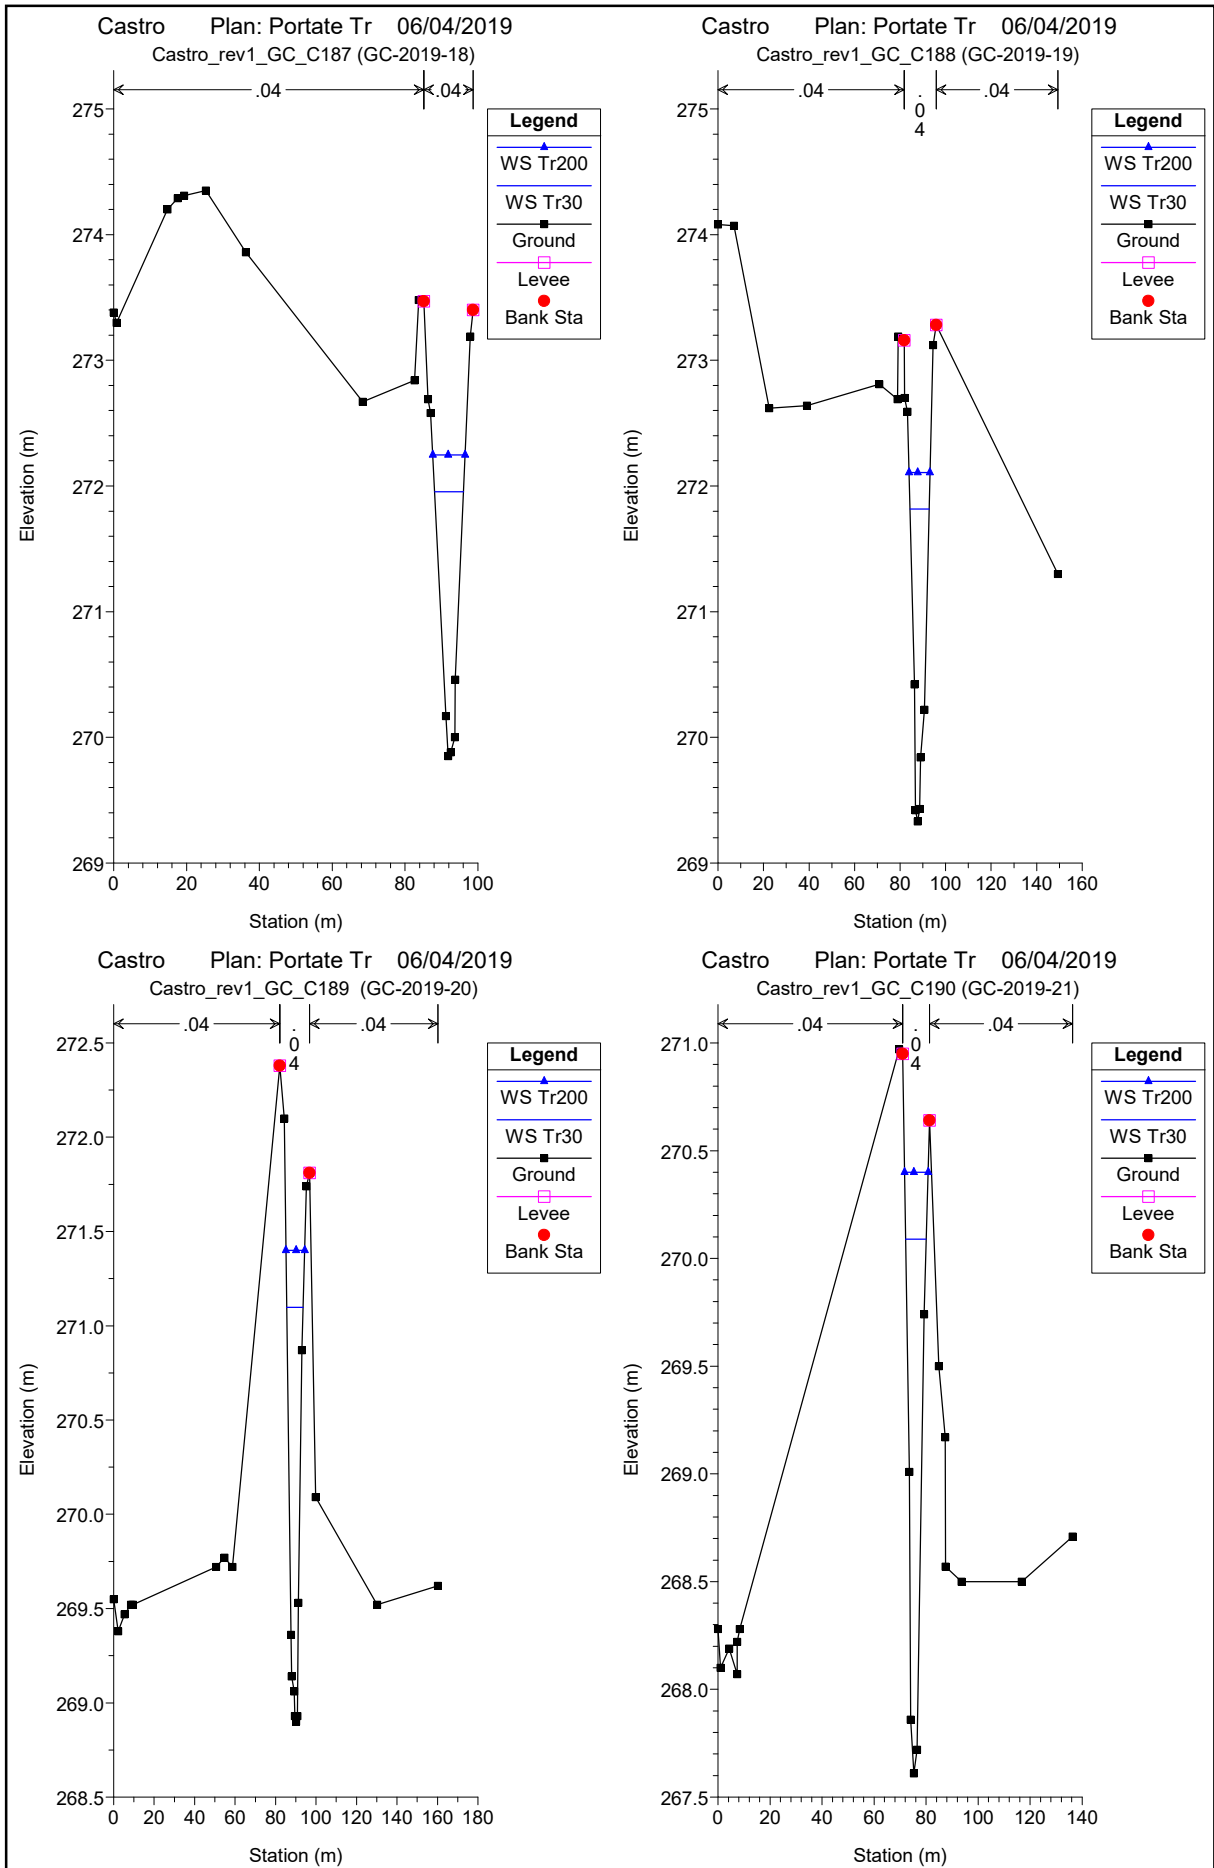 Castro Plan: Portate Tr 06/04/2019
Castro_rev1_GC_C187 (GC-2019-18)
.04 .04
275
274
273
272
271
270
269
Elevation (m)
0 20 40 60 80 100
Station (m)
Legend
WS Tr200
WS Tr30
Ground
Levee
Bank Sta
Castro Plan: Portate Tr 06/04/2019
Castro_rev1_GC_C188 (GC-2019-19)
.04 .04 .04
275
274
273
272
271
270
269
Elevation (m)
0 20 40 60 80 100 120 140 160
Station (m)
Legend
WS Tr200
WS Tr30
Ground
Levee
Bank Sta
Castro Plan: Portate Tr 06/04/2019
Castro_rev1_GC_C189 (GC-2019-20)
.04 .04 .04
272.5
272.0
271.5
271.0
270.5
270.0
269.5
269.0
268.5
Elevation (m)
0 20 40 60 80 100 120 140 160 180
Station (m)
Legend
WS Tr200
WS Tr30
Ground
Levee
Bank Sta
Castro Plan: Portate Tr 06/04/2019
Castro_rev1_GC_C190 (GC-2019-21)
.04 .04 .04
271.0
270.5
270.0
269.5
269.0
268.5
268.0
267.5
Elevation (m)
0 20 40 60 80 100 120 140
Station (m)
Legend
WS Tr200
WS Tr30
Ground
Levee
Bank Sta